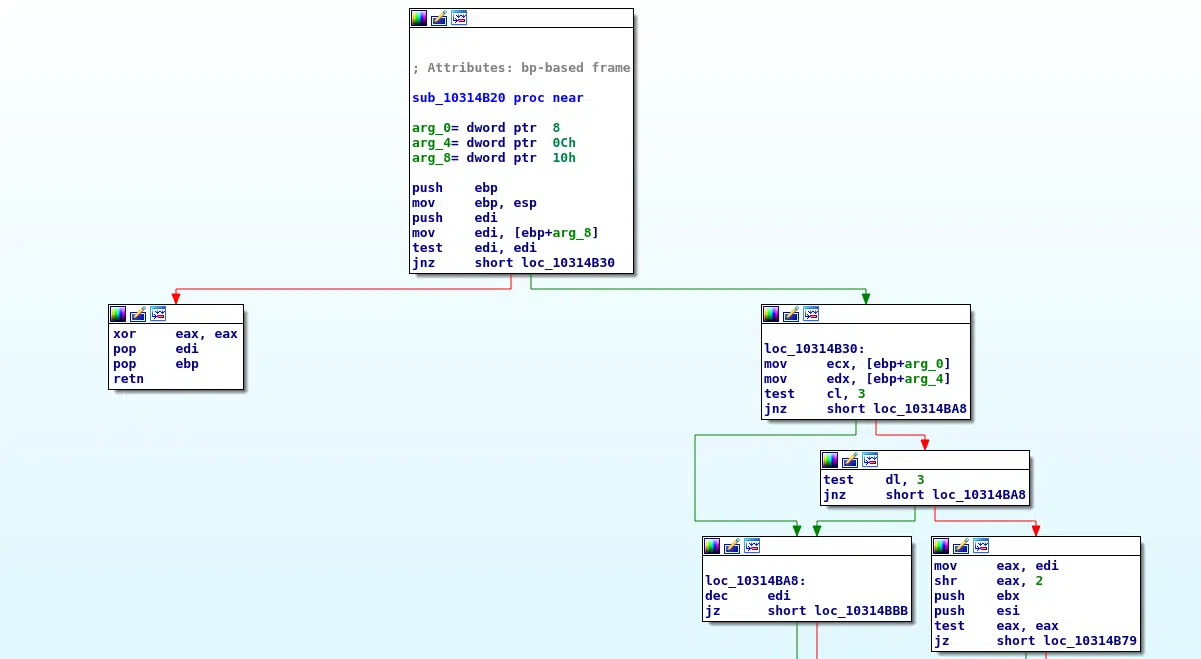 ; Attributes: bp-based frame
sub_10314B20 proc near
arg_0= dword ptr  8
arg_4= dword ptr  0Ch
arg_8= dword ptr  10h
push    ebp
mov     ebp, esp
push    edi
mov     edi, [ebp+arg_8]
test    edi, edi
jnz     short loc_10314B30
xor     eax, eax
pop     edi
pop     ebp
retn
loc_10314B30:
mov     ecx, [ebp+arg_0]
mov     edx, [ebp+arg_4]
test    cl, 3
jnz     short loc_10314BA8
test    dl, 3
jnz     short loc_10314BA8
loc_10314BA8:
dec     edi
jz      short loc_10314BBB
mov     eax, edi
shr     eax, 2
push    ebx
push    esi
test    eax, eax
jz      short loc_10314B79